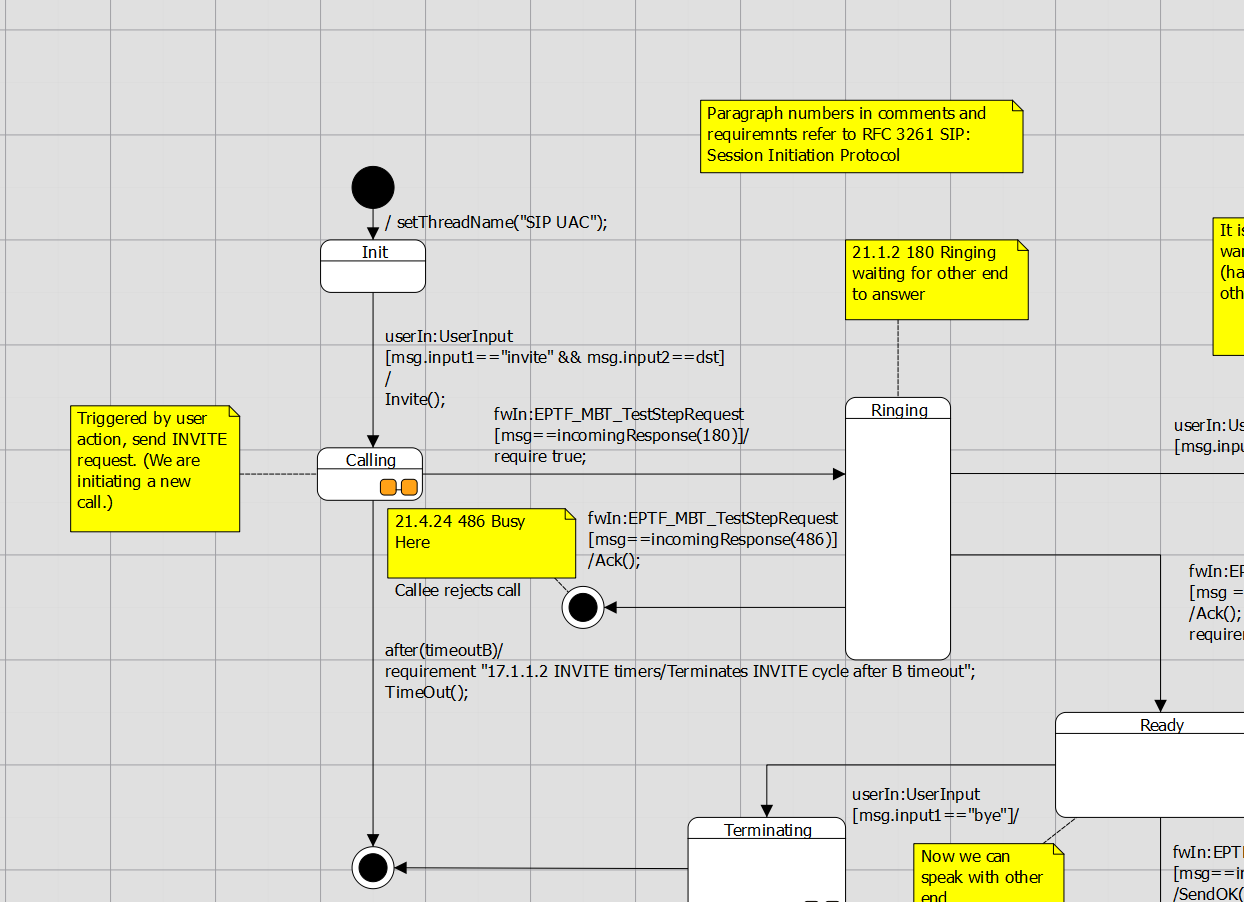 Paragraph numbers in comments and
requiremnts refer to RFC 3261 SIP:
Session Initiation Protocol
/ setThreadName("SIP UAC");
Init
21.1.2 180 Ringing
waiting for other end
to answer
userIn:UserInput
[msg.input1=="invite" && msg.input2==dst]
/
Invite();
Triggered by user
action, send INVITE
request. (We are
initiating a new
call.)
Calling
fwIn:EPTF_MBT_TestStepRequest
[msg==incomingResponse(180)]/
require true;
Ringing
21.4.24 486 Busy
Here
Callee rejects call
fwIn:EPTF_MBT_TestStepRequest
[msg==incomingResponse(486)]
/Ack();
[msg ==
/Ack();
after(timeoutB)/
requirement "17.1.1.2 INVITE timers/Terminates INVITE cycle after B timeout";
TimeOut();
Ready
userIn:UserInput
[msg.input1=="bye"]/
Terminating
Now we can
speak with other
end